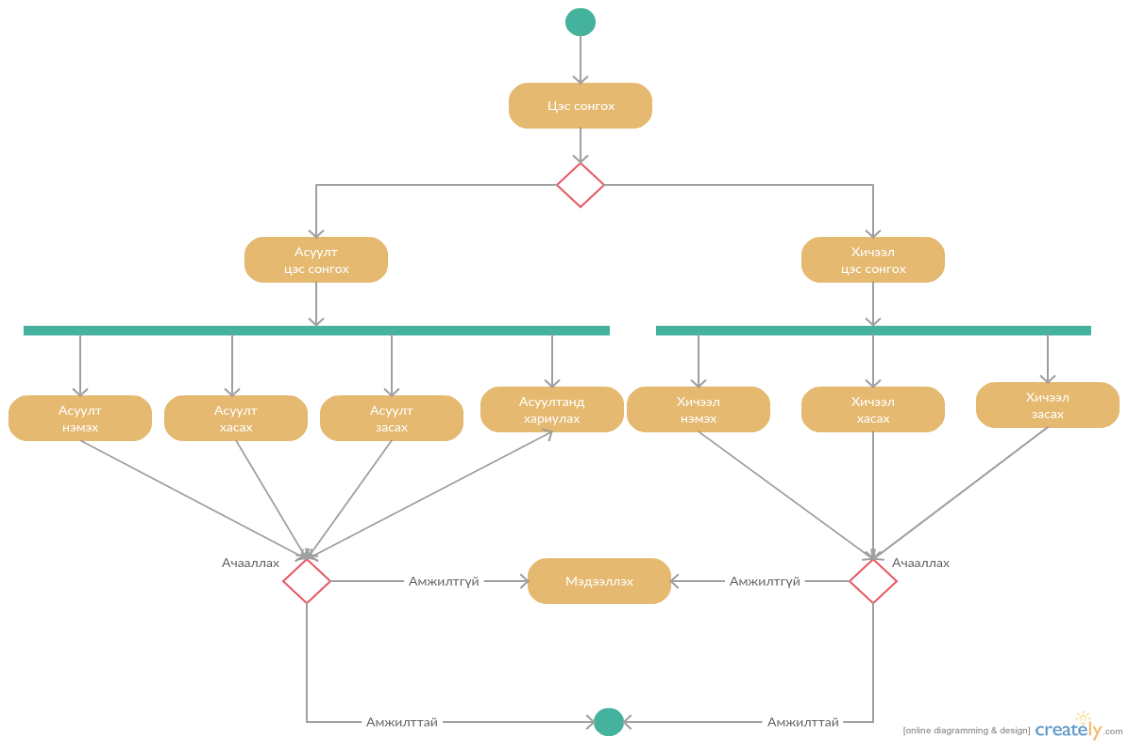 Цэс сонгох
Асуулт
цэс сонгох
Хичээл
цэс сонгох
Асуулт
нэмэх
Асуулт
хасах
Асуулт
засах
Асуултанд
хариулах
Хичээл
нэмэх
Хичээл
хасах
Хичээл
засах
Ачааллах
Амжилтгүй
Мэдээллэх
Амжилтгүй
Ачааллах
Амжилттай
Амжилттай
[online diagramming & design] creately.com